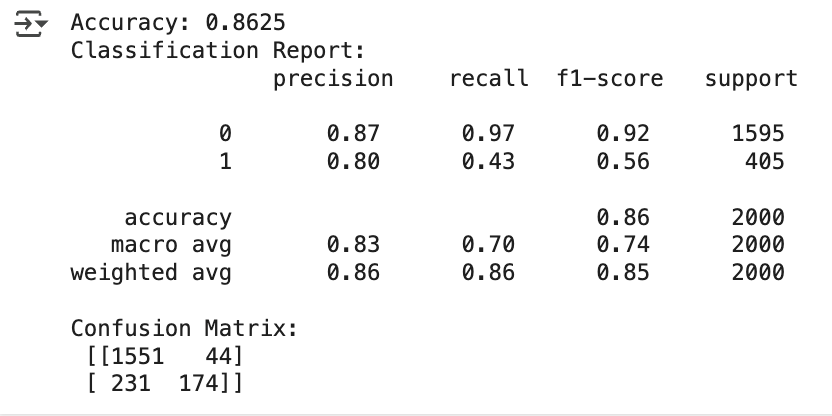 Accuracy: 0.8625
Classification Report:
              precision    recall  f1-score   support

           0       0.87      0.97      0.92      1595
           1       0.80      0.43      0.56       405

    accuracy                           0.86      2000
   macro avg       0.83      0.70      0.74      2000
weighted avg       0.86      0.86      0.85      2000

Confusion Matrix:
 [[1551   44]
 [ 231  174]]